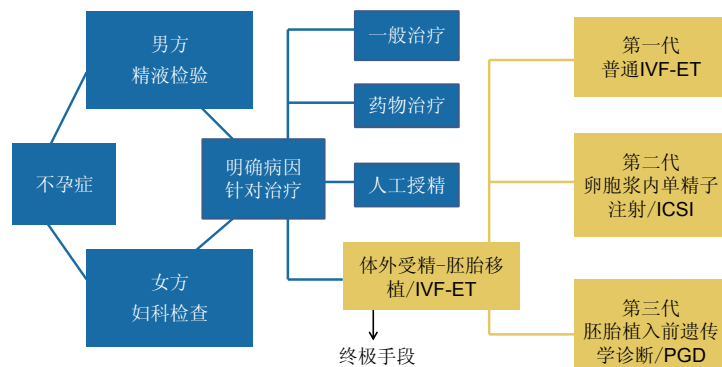 不孕症
男方
精液检验
女方
妇科检查
明确病因
针对治疗
一般治疗
药物治疗
人工授精
体外受精-胚胎移
植/IVF-ET
终极手段
第一代
普通IVF-ET
第二代
卵胞浆内单精子
注射/ICSI
第三代
胚胎植入前遗传
学诊断/PGD